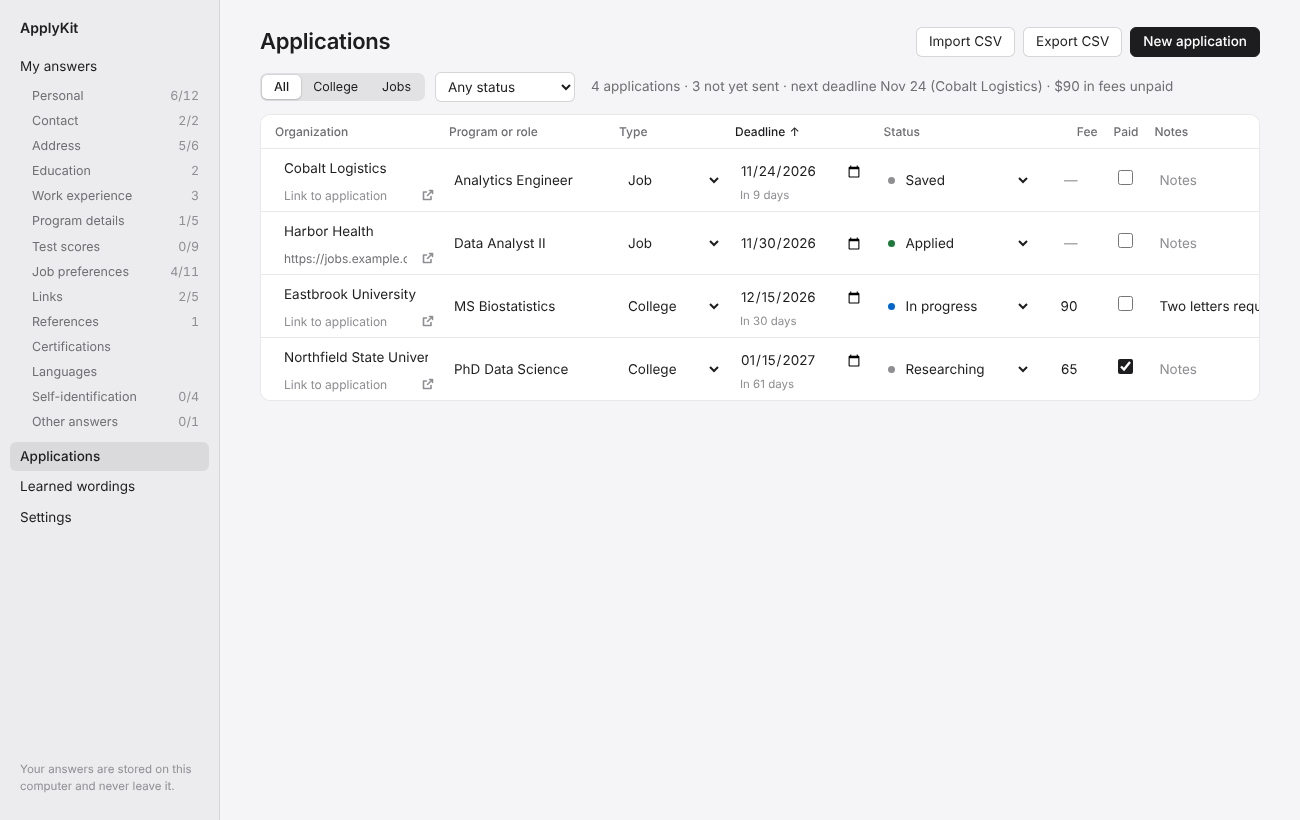 ApplyKit
My answers
Personal 6/12
Contact 2/2
Address 5/6
Education 2
Work experience 3
Program details 1/5
Test scores 0/9
Job preferences 4/11
Links 2/5
References 1
Certifications
Languages
Self-identification 0/4
Other answers 0/1
Applications
Learned wordings
Settings
Your answers are stored on this
computer and never leave it.
Applications
Import CSV Export CSV New application
All College Jobs Any status 4 applications · 3 not yet sent · next deadline Nov 24 (Cobalt Logistics) · $90 in fees unpaid
Organization Program or role Type Deadline ↑ Status Fee Paid Notes
Cobalt Logistics
Link to application
Analytics Engineer Job 11/24/2026
In 9 days
Saved — Notes
Harbor Health
https://jobs.example.c
Data Analyst II Job 11/30/2026 Applied — Notes
Eastbrook University
Link to application
MS Biostatistics College 12/15/2026
In 30 days
In progress 90 Two letters requ
Northfield State Univer
Link to application
PhD Data Science College 01/15/2027
In 61 days
Researching 65 Notes